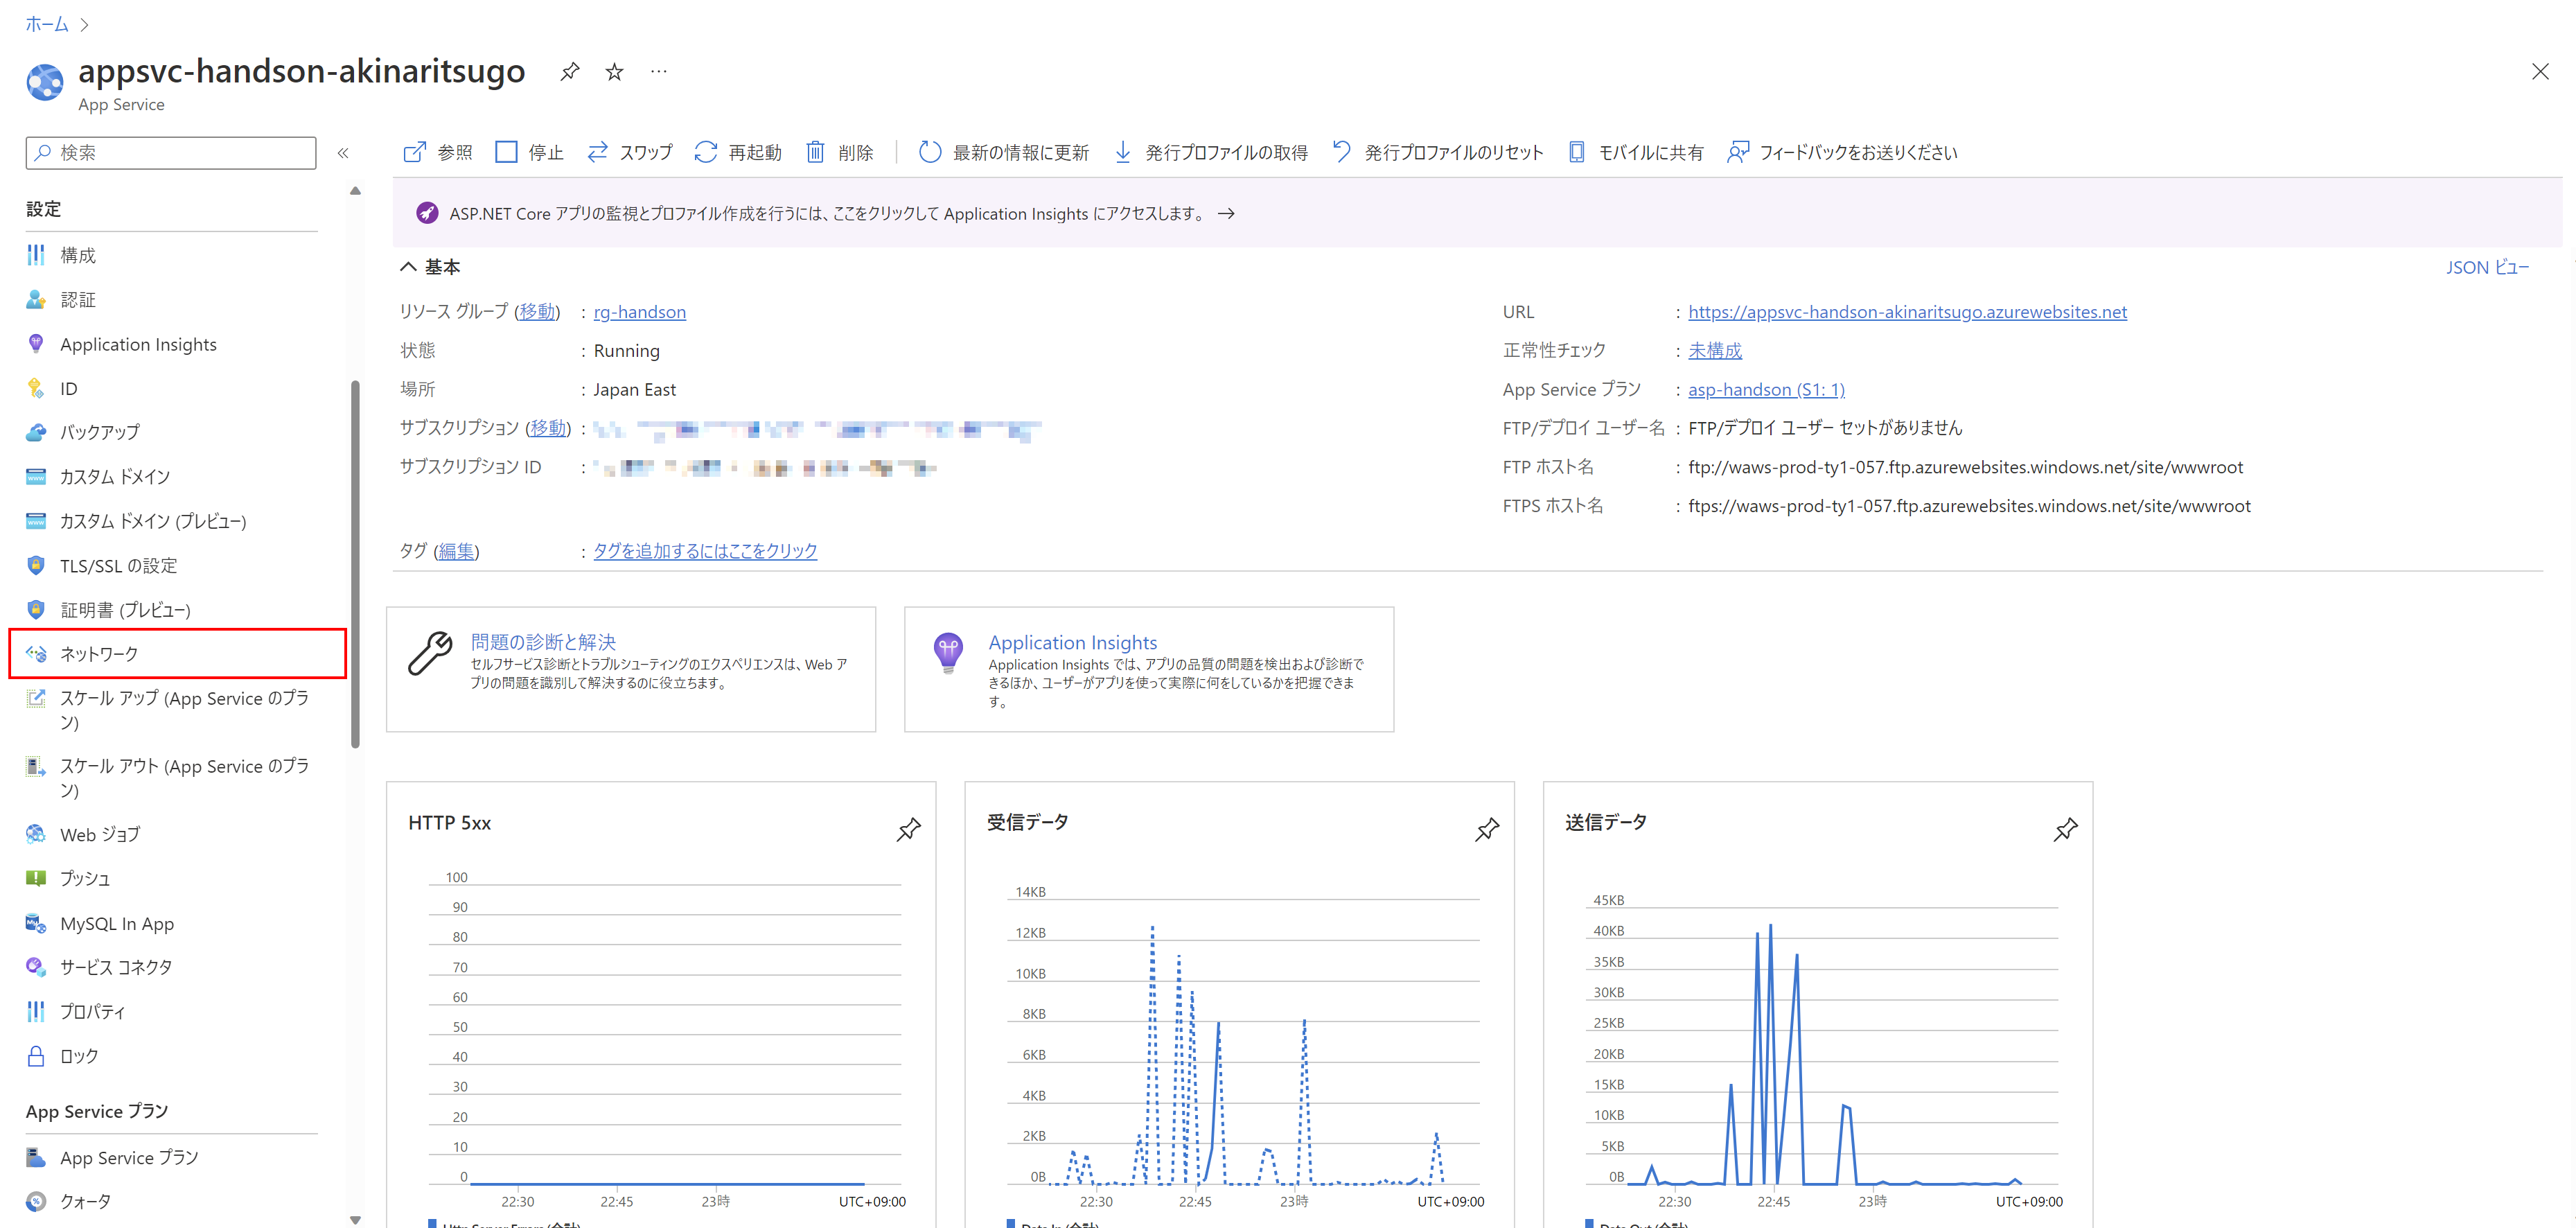 ホーム
appsvc-handson-akinaritsugo
App Service
検索
参照
停止
スワップ
再起動
削除
最新の情報に更新
発行プロファイルの取得
発行プロファイルのリセット
モバイルに共有
フィードバックをお送りください
設定
構成
認証
Application Insights
ID
バックアップ
カスタム ドメイン
カスタム ドメイン (プレビュー)
TLS/SSL の設定
証明書 (プレビュー)
ネットワーク
スケール アップ (App Service のプラ
ン)
スケール アウト (App Service のプラ
ン)
Web ジョブ
プッシュ
MySQL In App
サービス コネクタ
プロパティ
ロック
App Service プラン
App Service プラン
クォータ
ASP.NET Core アプリの監視とプロファイル作成を行うには、ここをクリックして Application Insights にアクセスします。 →
基本
JSON ビュー
リソース グループ (移動) : rg-handson
状態 : Running
場所 : Japan East
サブスクリプション (移動) :
サブスクリプション ID :
タグ (編集) : タグを追加するにはここをクリック
URL : https://appsvc-handson-akinaritsugo.azurewebsites.net
正常性チェック : 未構成
App Service プラン : asp-handson (S1: 1)
FTP/デプロイ ユーザー名 : FTP/デプロイ ユーザー セットがありません
FTP ホスト名 : ftp://waws-prod-ty1-057.ftp.azurewebsites.windows.net/site/wwwroot
FTPS ホスト名 : ftps://waws-prod-ty1-057.ftp.azurewebsites.windows.net/site/wwwroot
問題の診断と解決
セルフサービス診断とトラブルシューティングのエクスペリエンスは、Web ア
プリの問題を識別して解決するのに役立ちます。
Application Insights
Application Insights では、アプリの品質の問題を検出および診断で
きるほか、ユーザーがアプリを使って実際に何をしているかを把握できま
す。
HTTP 5xx
100
90
80
70
60
50
40
30
20
10
0
22:30 22:45 23時 UTC+09:00
Http Server Errors (合計)
受信データ
14KB
12KB
10KB
8KB
6KB
4KB
2KB
0B
22:30 22:45 23時 UTC+09:00
Data In (合計)
送信データ
45KB
40KB
35KB
30KB
25KB
20KB
15KB
10KB
5KB
0B
22:30 22:45 23時 UTC+09:00
Data Out (合計)